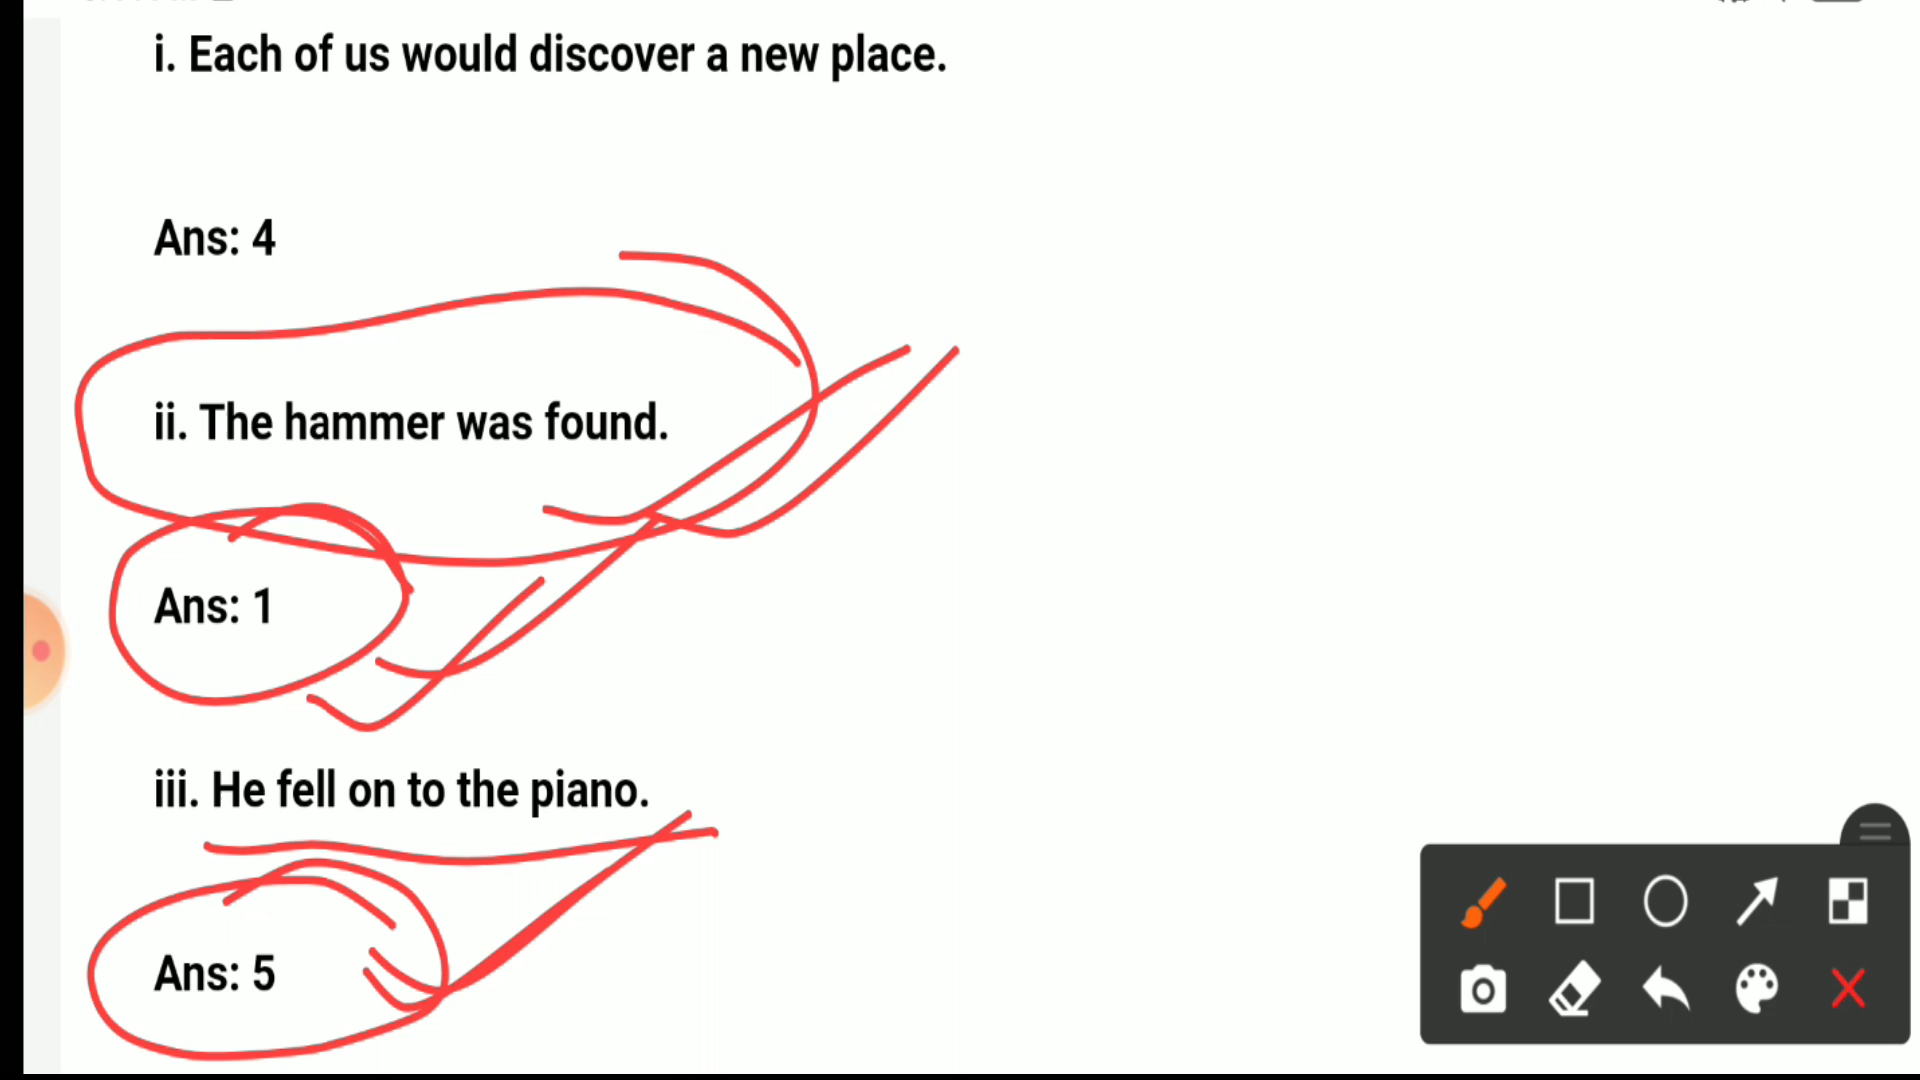 i. Each of us would discover a new place.
Ans: 4
ii. The hammer was found.
Ans: 1
iii. He fell on to the piano.
Ans: 5